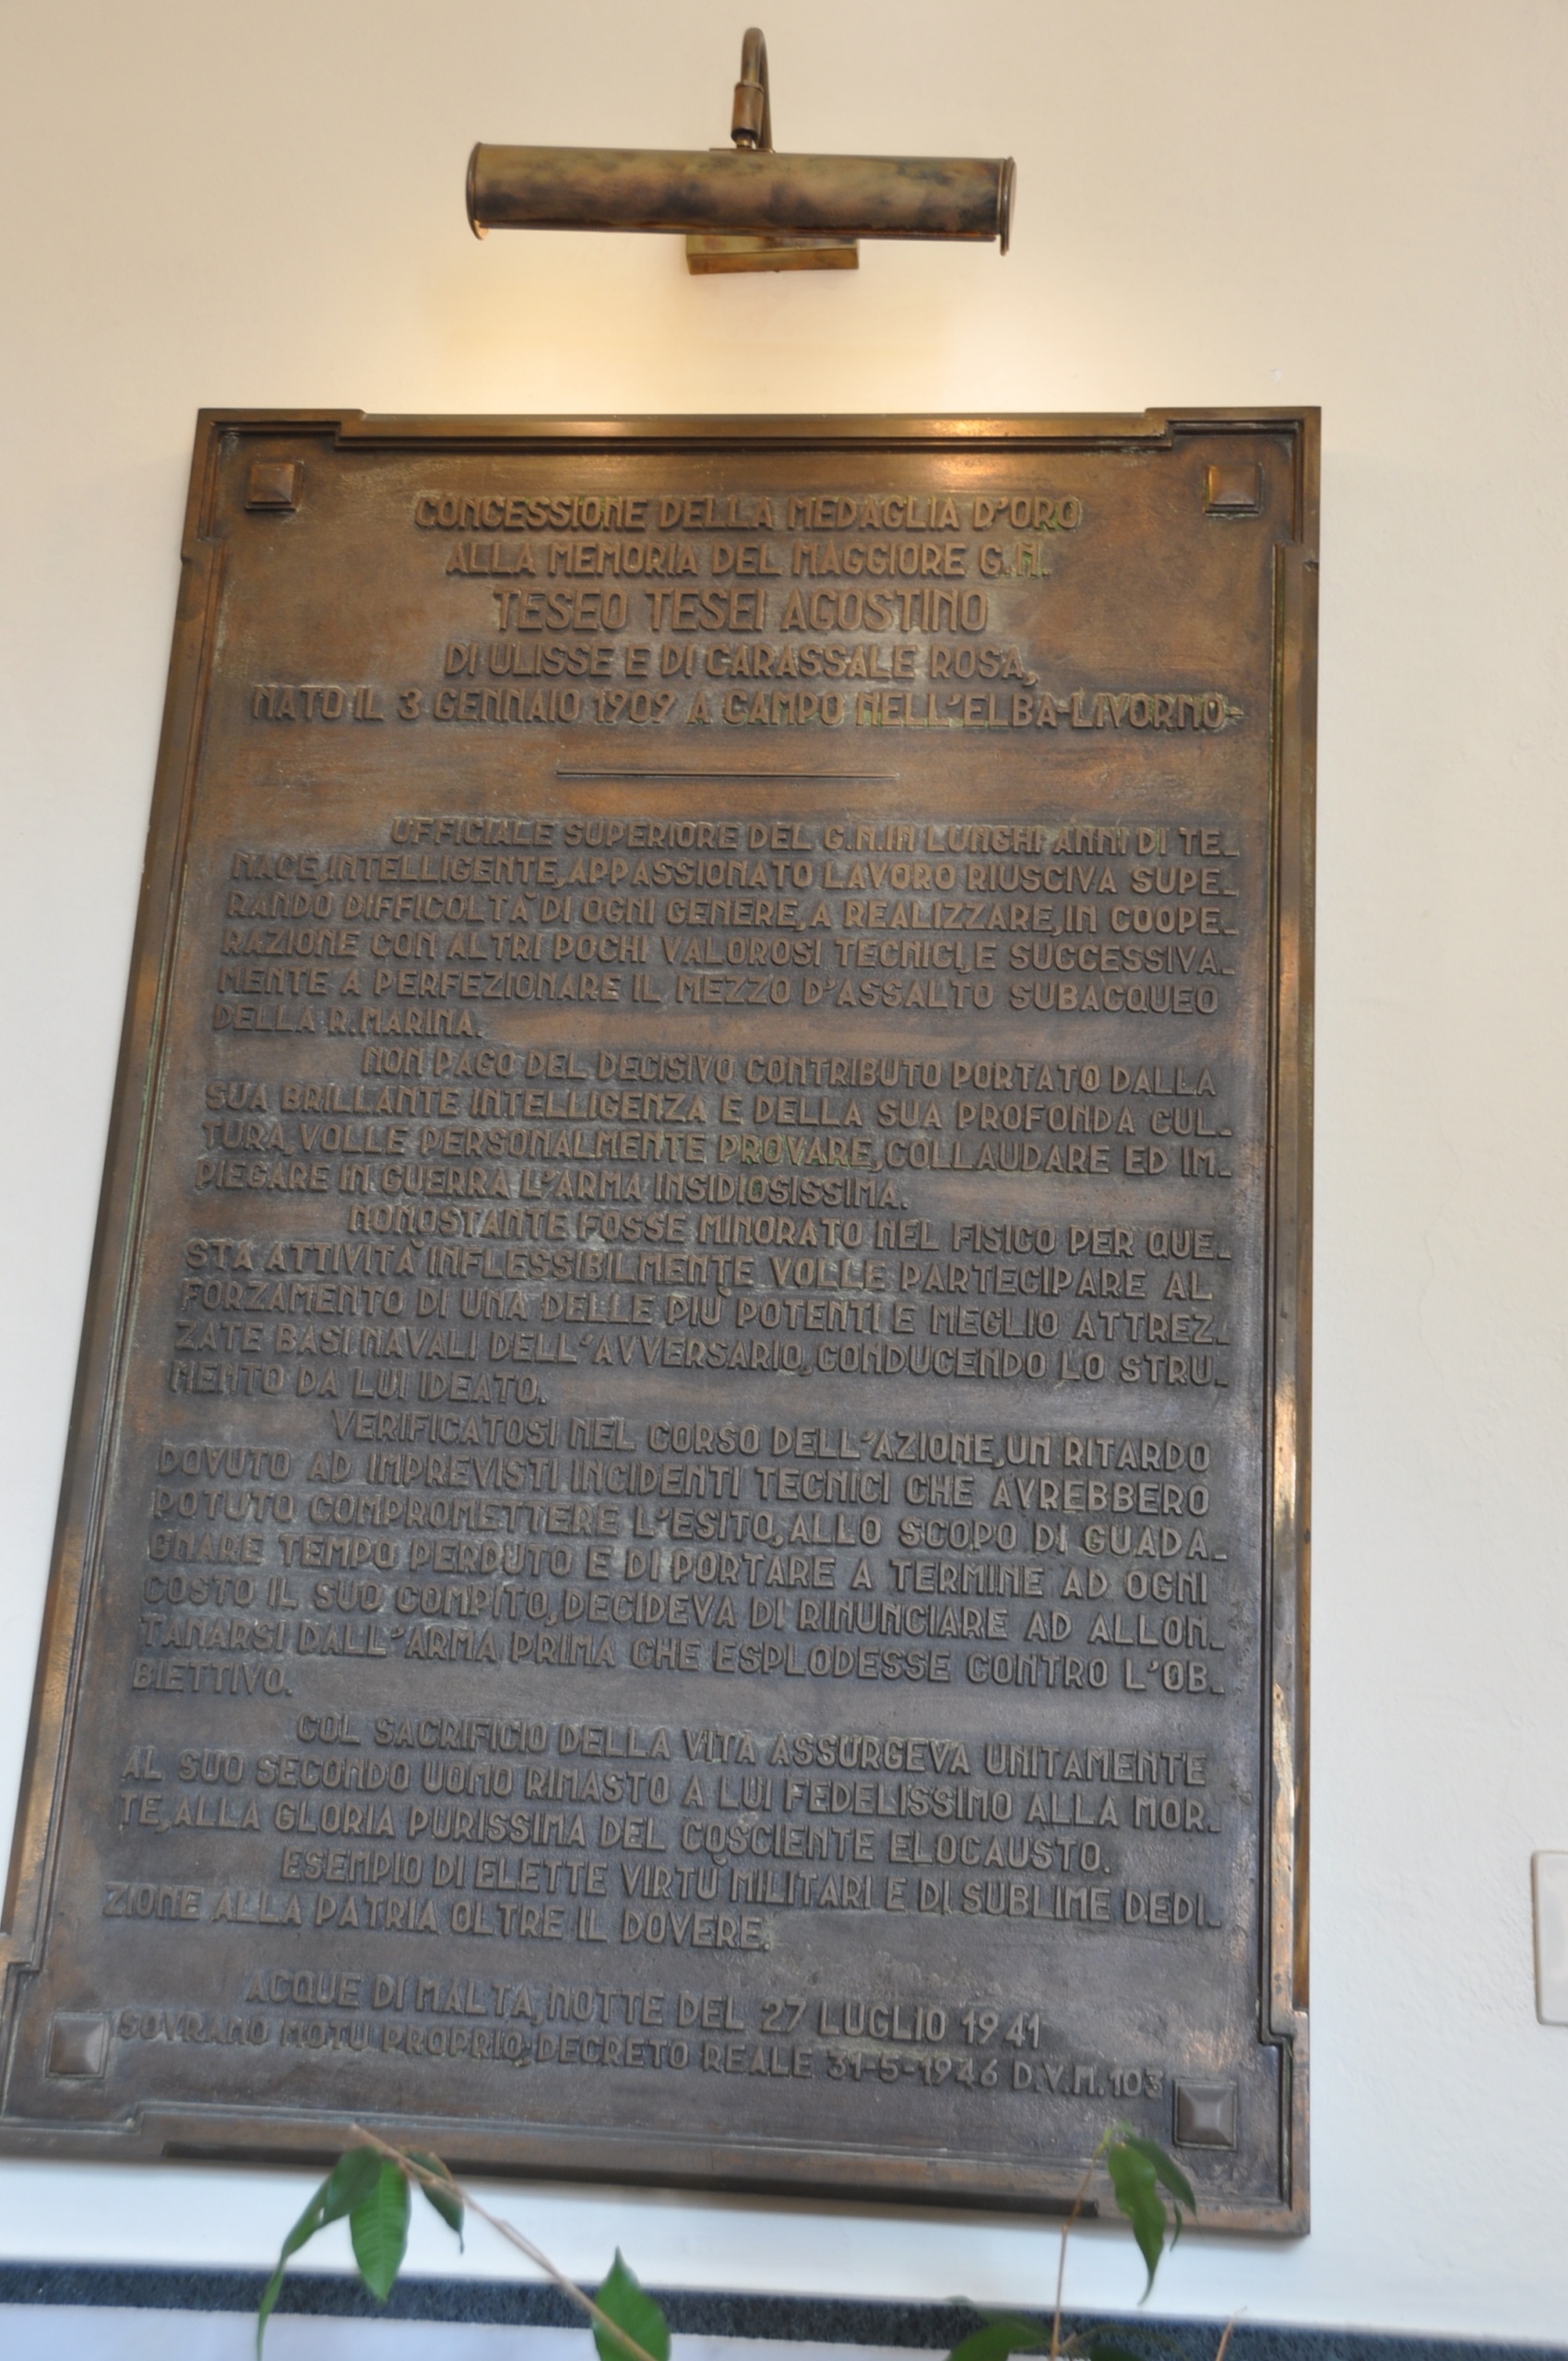 CONCESSIONE DELLA MEDAGLIA D'ORO
ALLA MEMORIA DEL MAGGIORE G.N.
TESEO TESEI AGOSTINO
DI ULISSE E DI CARASSALE ROSA,
NATO IL 3 GENNAIO 1909 A CAMPO NELL'ELBA-LIVORNO-
UFFICIALE SUPERIORE DEL G.N. IN LUNGHI ANNI DI TE-
NACE, INTELLIGENTE, APPASSIONATO LAVORO RIUSCIVA SUPE-
RANDO DIFFICOLTÀ DI OGNI GENERE, A REALIZZARE, IN COOPE-
RAZIONE CON ALTRI POCHI VALOROSI TECNICI, E SUCCESSIVA-
MENTE A PERFEZIONARE IL MEZZO D'ASSALTO SUBACQUEO
DELLA R. MARINA.
NON PAGO DEL DECISIVO CONTRIBUTO PORTATO DALLA
SUA BRILLANTE INTELLIGENZA E DELLA SUA PROFONDA CUL-
TURA, VOLLE PERSONALMENTE PROVARE, COLLAUDARE ED IM-
PIEGARE IN GUERRA L'ARMA INSIDIOSISSIMA.
NONOSTANTE FOSSE MINORATO NEL FISICO PER QUE-
STA ATTIVITÀ INFLESSIBILMENTE VOLLE PARTECIPARE AL
FORZAMENTO DI UNA DELLE PIÙ POTENTI E MEGLIO ATTREZ-
ZATE BASI NAVALI DELL'AVVERSARIO, CONDUCENDO LO STRU-
MENTO DA LUI IDEATO.
VERIFICATOSI NEL CORSO DELL'AZIONE, UN RITARDO
DOVUTO AD IMPREVISTI INCIDENTI TECNICI CHE AVREBBERO
POTUTO COMPROMETTERE L'ESITO, ALLO SCOPO DI GUADA-
GNARE TEMPO PERDUTO E DI PORTARE A TERMINE AD OGNI
COSTO IL SUO COMPITO, DECIDEVA DI RINUNCIARE AD ALLON-
TANARSI DALL'ARMA PRIMA CHE ESPLODESSE CONTRO L'OB-
BIETTIVO.
COL SACRIFICIO DELLA VITA ASSURGEVA UNITAMENTE
AL SUO SECONDO UOMO RIMASTO A LUI FEDELISSIMO ALLA MOR-
TE, ALLA GLORIA PURISSIMA DEL COSCIENTE ELOCAUSTO.
ESEMPIO DI ELETTE VIRTÙ MILITARI E DI SUBLIME DEDI-
ZIONE ALLA PATRIA OLTRE IL DOVERE.
ACQUE DI MALTA, NOTTE DEL 27 LUGLIO 1941
SOVRANO MOTU PROPRIO; DECRETO REALE 31-5-1946 D.V.M. 103